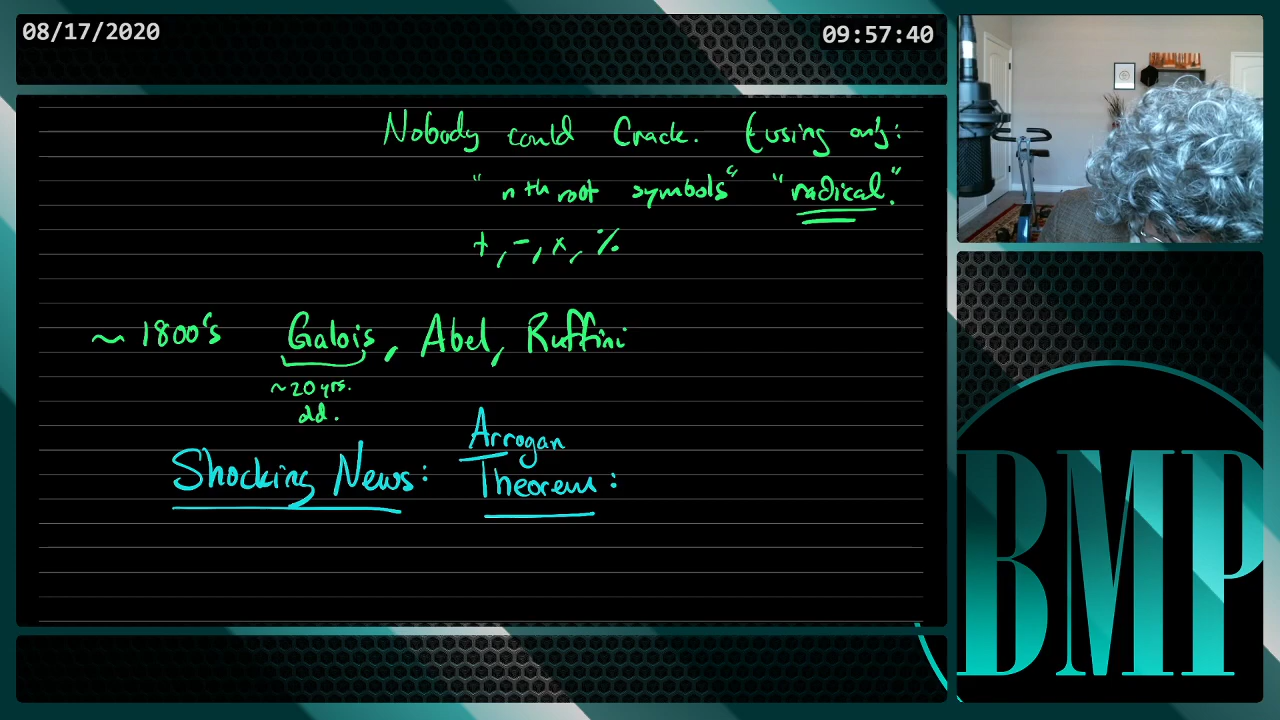 08/17/2020
09:57:40
Nobody could Crack. (using only:
"nth root symbols" "radical."
+, -, x, %
~ 1800's Galois, Abel, Ruffini
~20 yrs.
old.
Arrogan
Shocking News: Theorem:
BMP